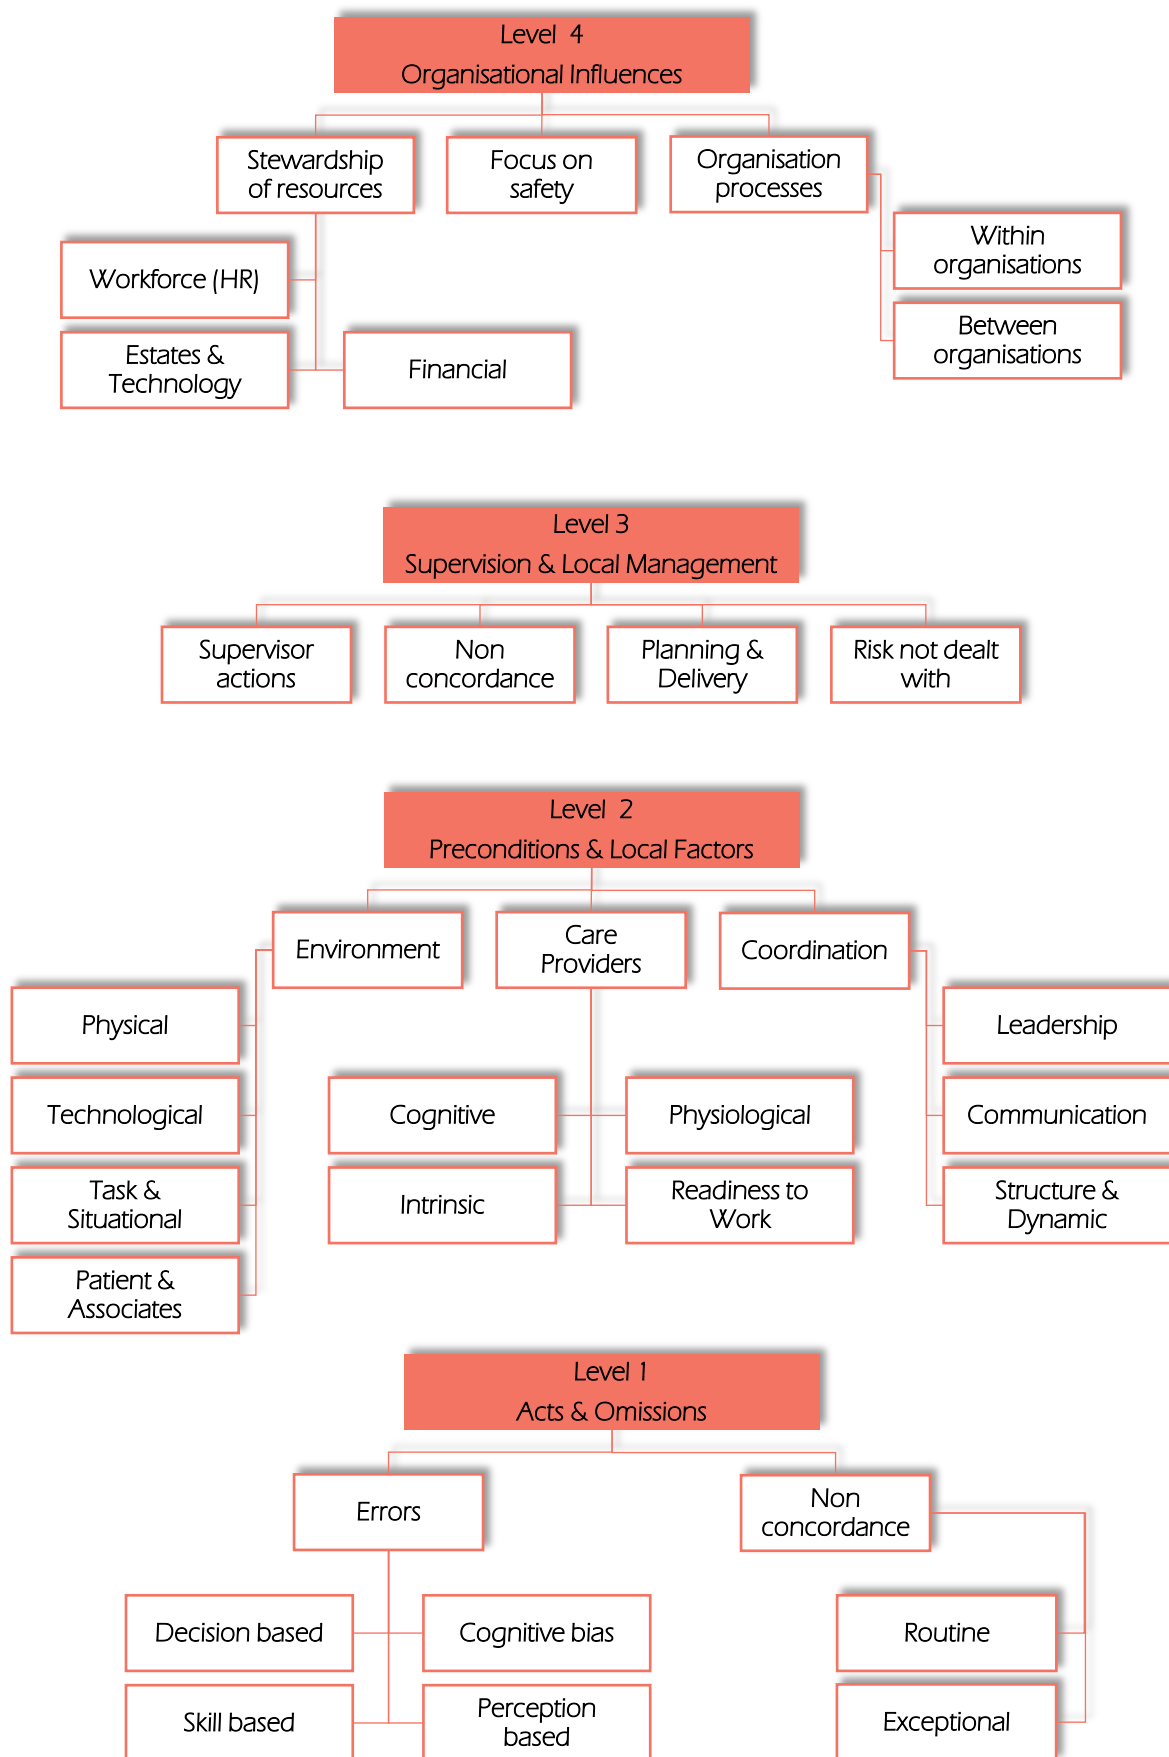 Level 4
Organisational Influences
Stewardship
of resources
Focus on
safety
Organisation
processes
Within
organisations
Workforce (HR)
Between
organisations
Estates &
Technology
Financial
Level 3
Supervision & Local Management
Supervisor
actions
Non
concordance
Planning &
Delivery
Risk not dealt
with
Level 2
Preconditions & Local Factors
Environment
Care
Providers
Coordination
Physical
Leadership
Technological
Cognitive
Physiological
Communication
Task &
Situational
Intrinsic
Readiness to
Work
Structure &
Dynamic
Patient &
Associates
Level 1
Acts & Omissions
Errors
Non
concordance
Decision based
Cognitive bias
Routine
Skill based
Perception
based
Exceptional